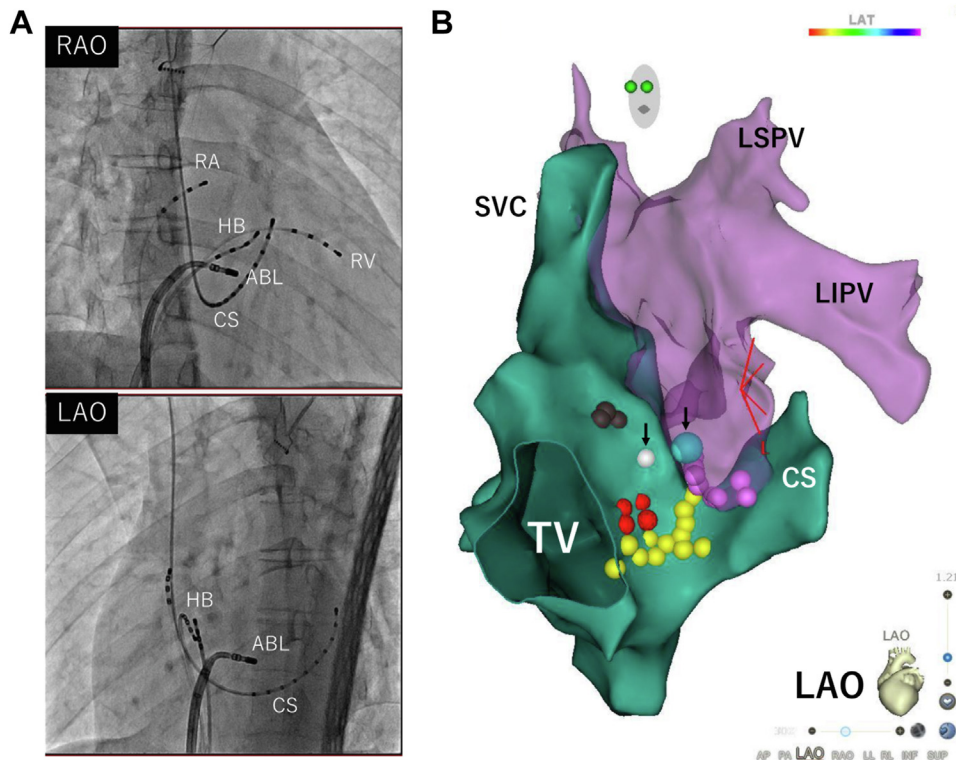 A
RAO
RA
HB
RV
ABL
CS
LAO
HB
ABL
CS
B
LAT
LSPV
SVC
LIPV
CS
TV
1.21
LAO
LAO
30°
AP PA LAO RAO LL RL INF SUP